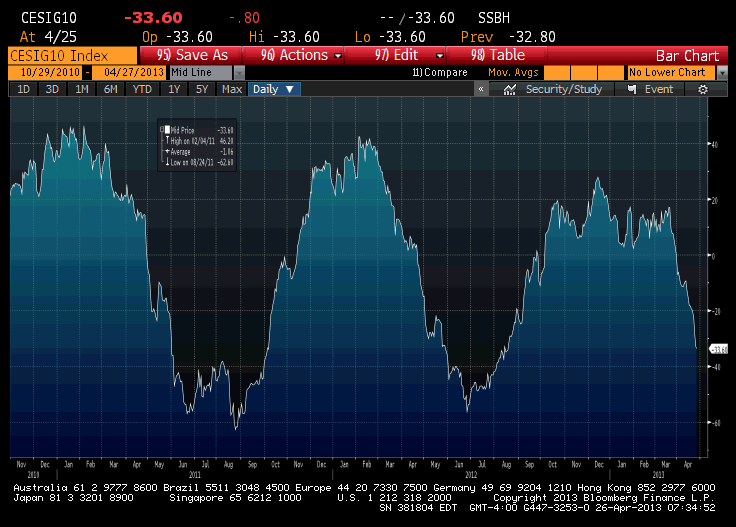 CESIG10 -33.60 -.80 --/-33.60 SSBH
At 4/25 Op -33.60 Hi -33.60 Lo -33.60 Prev -32.80
CESIG10 Index 95) Save As 96) Actions 97) Edit 98) Table Bar Chart
10/29/2010 - 04/27/2013 Mid Line 11) Compare Mov. Avgs No Lower Chart
1D 3D 1M 6M YTD 1Y 5Y Max Daily ▼ « Security/Study Event
Mid Price -33.60
High on 02/04/11 46.20
Average -1.06
Low on 08/24/11 -62.60
40
20
0
-20
-33.60
-40
-60
Nov Dec Jan Feb Mar Apr May Jun Jul Aug Sep Oct Nov Dec Jan Feb Mar Apr May Jun Jul Aug Sep Oct Nov Dec Jan Feb Mar Apr
2010 2011 2012 2013
Australia 61 2 9777 8600 Brazil 5511 3048 4500 Europe 44 20 7330 7500 Germany 49 69 9204 1210 Hong Kong 852 2977 6000
Japan 81 3 3201 8900 Singapore 65 6212 1000 U.S. 1 212 318 2000 Copyright 2013 Bloomberg Finance L.P.
SN 381804 EDT GMT-4:00 G447-3253-0 26-Apr-2013 07:34:52